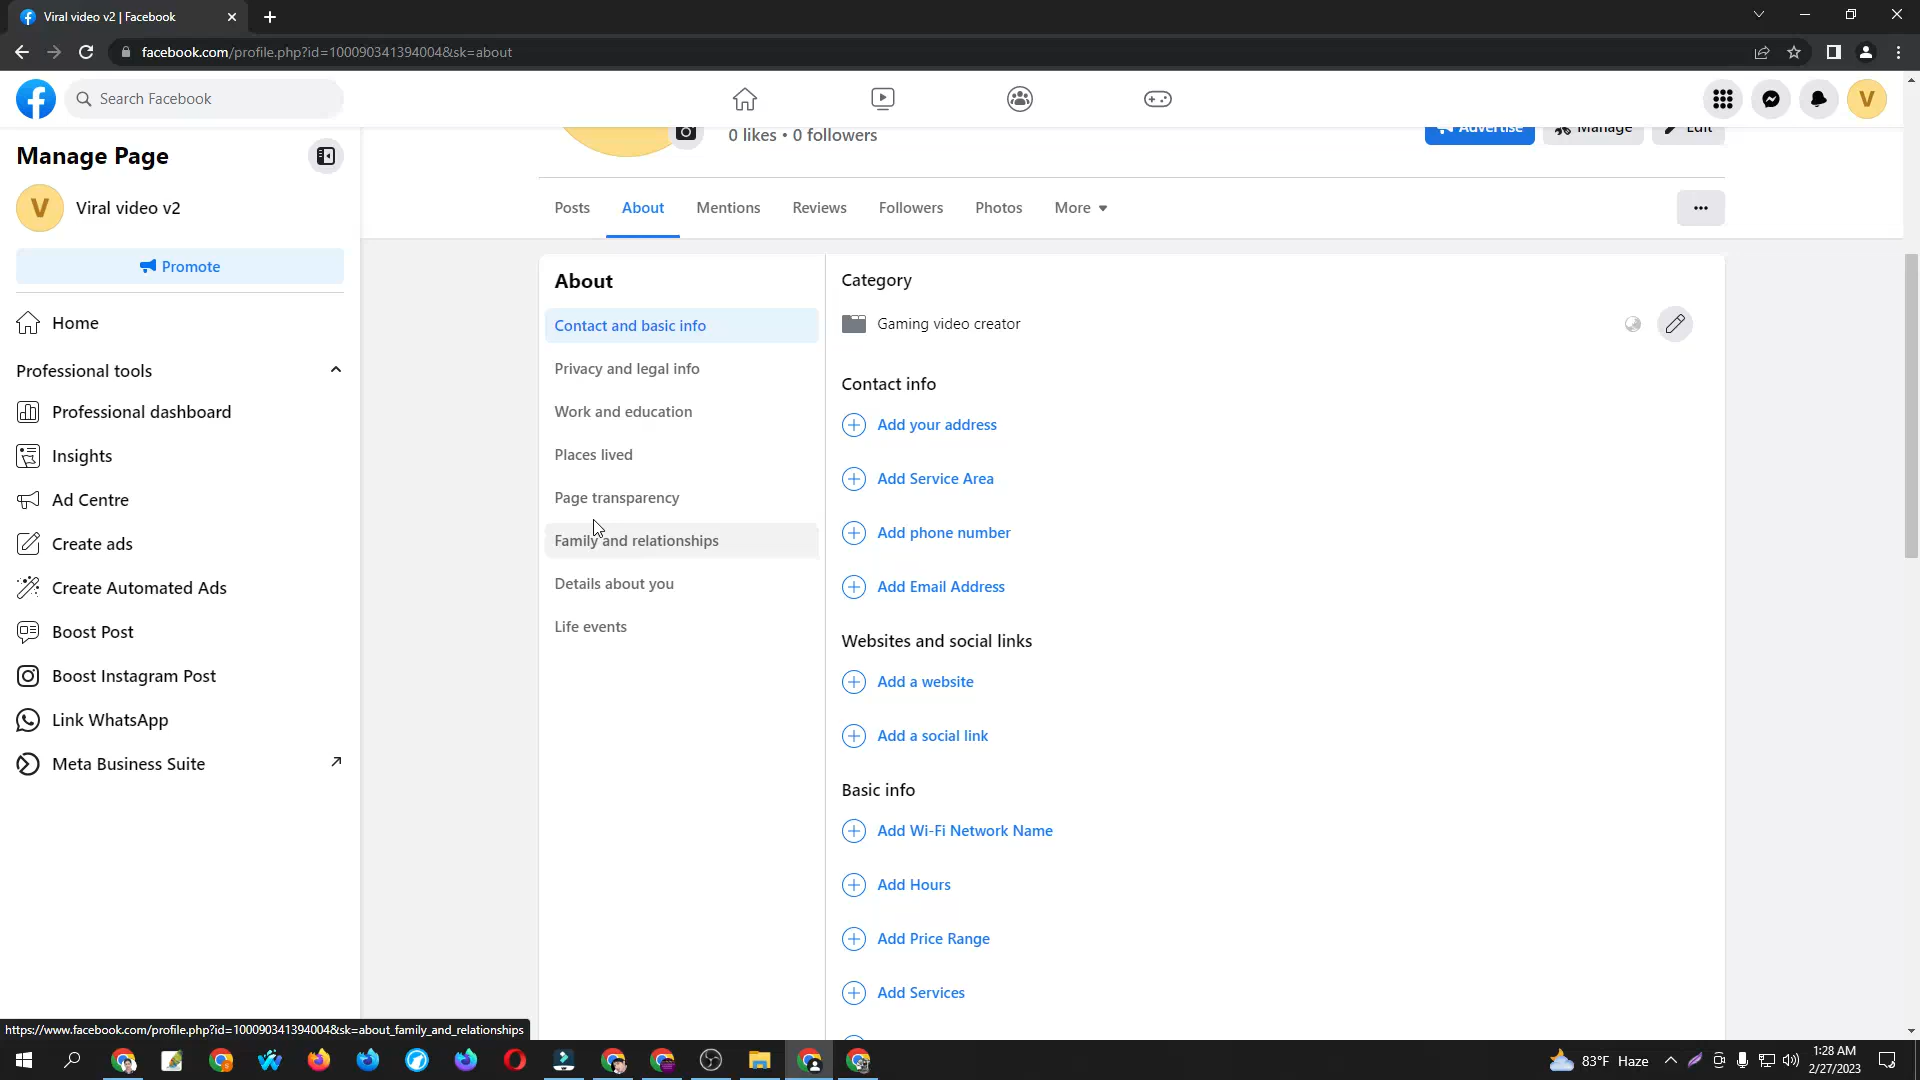 Viral video v2 | Facebook
facebook.com/profile.php?id=100090341394004&sk=about
Search Facebook
V
Manage Page
V
Viral video v2
Promote
Home
Professional tools
Professional dashboard
Insights
Ad Centre
Create ads
Create Automated Ads
Boost Post
Boost Instagram Post
Link WhatsApp
Meta Business Suite
0 likes • 0 followers
Advertise
Manage
Edit
Posts
About
Mentions
Reviews
Followers
Photos
More
About
Contact and basic info
Privacy and legal info
Work and education
Places lived
Page transparency
Family and relationships
Details about you
Life events
Category
Gaming video creator
Contact info
Add your address
Add Service Area
Add phone number
Add Email Address
Websites and social links
Add a website
Add a social link
Basic info
Add Wi-Fi Network Name
Add Hours
Add Price Range
Add Services
https://www.facebook.com/profile.php?id=100090341394004&sk=about_family_and_relationships
83°F Haze
1:28 AM
2/27/2023